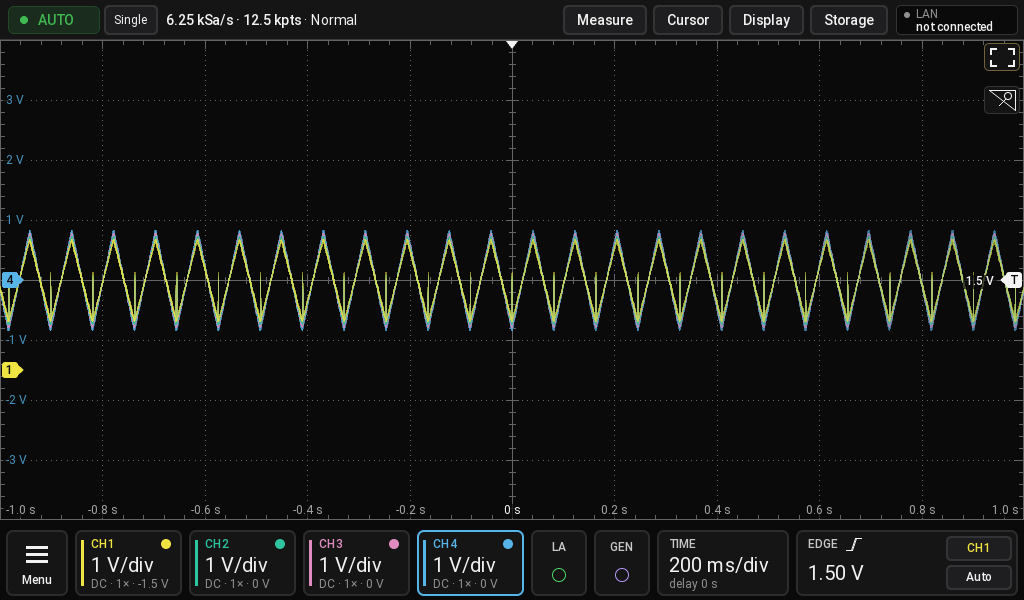 AUTO
Single
6.25 kSa/s · 12.5 kpts · Normal
Measure
Cursor
Display
Storage
LAN
not connected
3 V
2 V
1 V
4
1.5 V
T
-1 V
1
-2 V
-3 V
-1.0 s
-0.8 s
-0.6 s
-0.4 s
-0.2 s
0 s
0.2 s
0.4 s
0.6 s
0.8 s
1.0 s
Menu
CH1
1 V/div
DC · 1× · -1.5 V
CH2
1 V/div
DC · 1× · 0 V
CH3
1 V/div
DC · 1× · 0 V
CH4
1 V/div
DC · 1× · 0 V
LA
GEN
TIME
200 ms/div
delay 0 s
EDGE
1.50 V
CH1
Auto